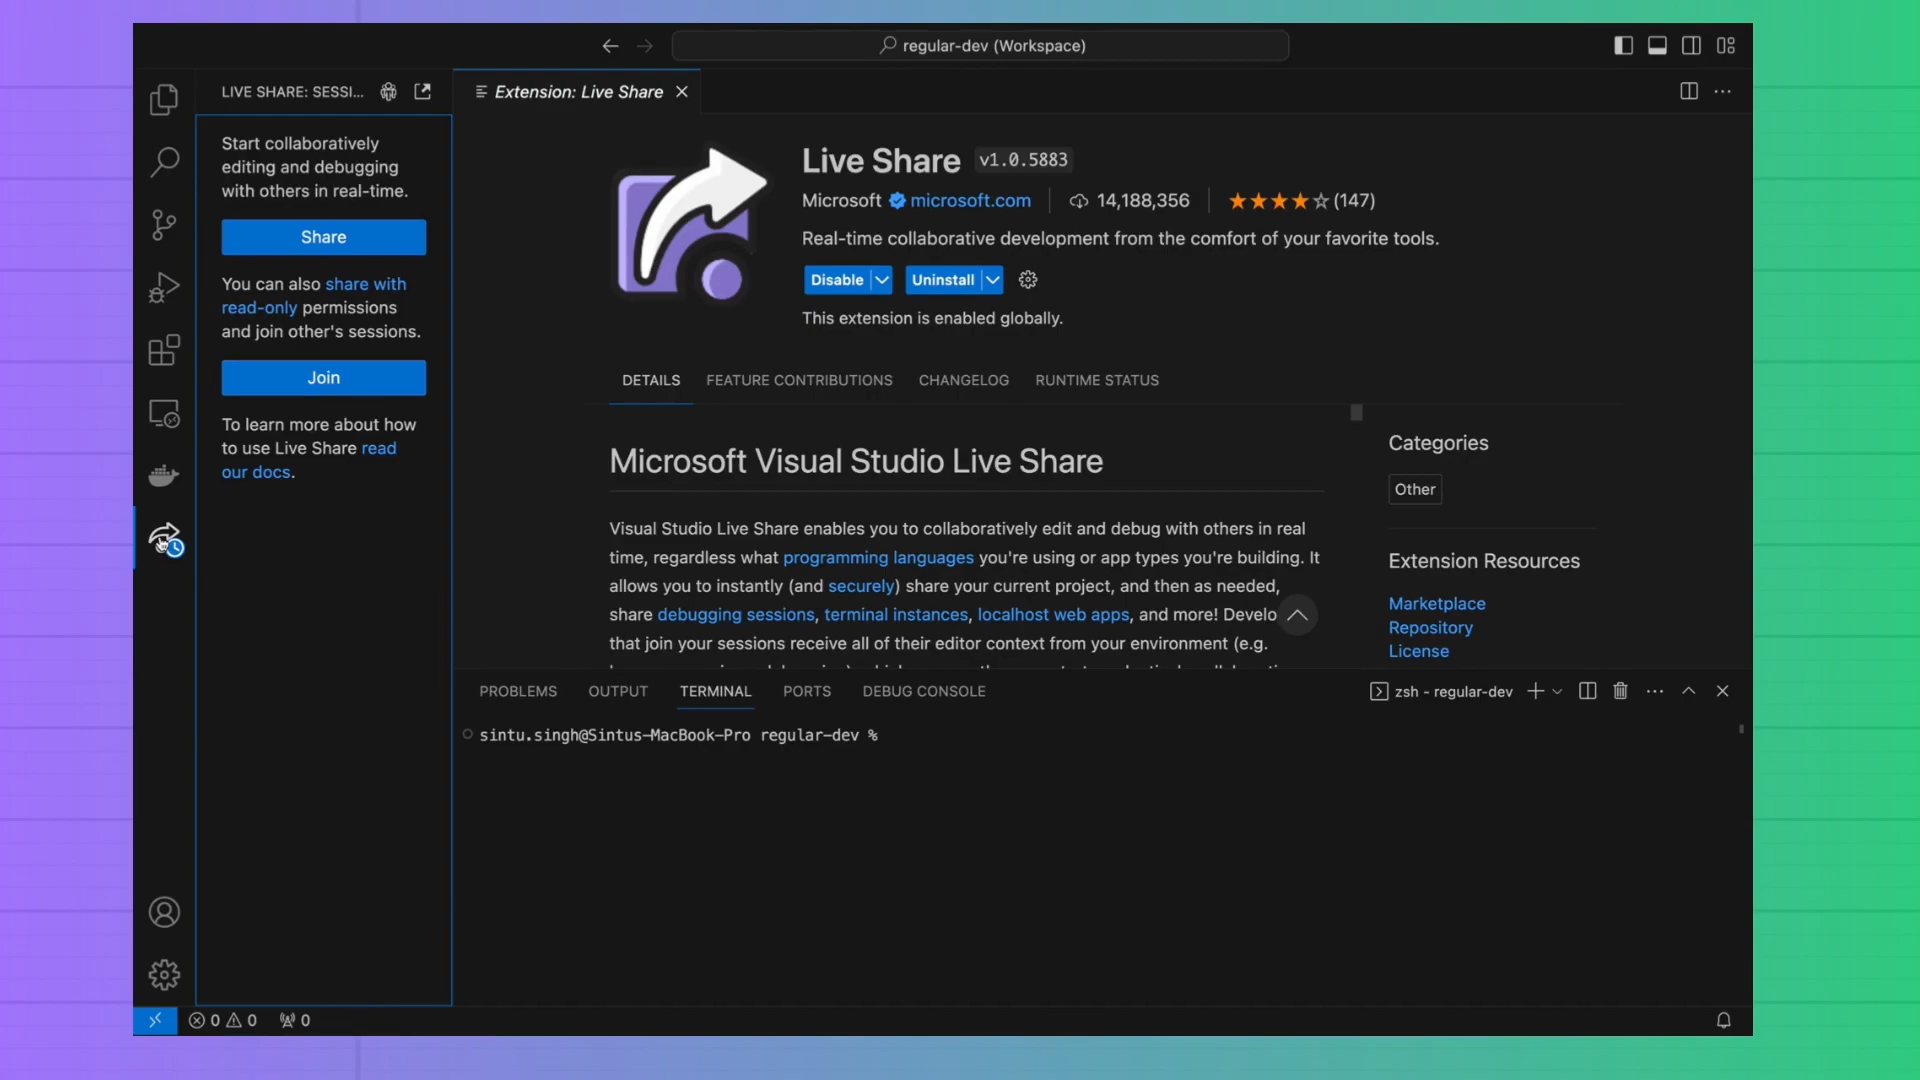 regular-dev (Workspace)
LIVE SHARE: SESSI...
Start collaboratively
editing and debugging
with others in real-time.
Share
You can also share with
read-only permissions
and join other's sessions.
Join
To learn more about how
to use Live Share read
our docs.
Extension: Live Share
Live Share v1.0.5883
Microsoft microsoft.com 14,188,356 (147)
Real-time collaborative development from the comfort of your favorite tools.
Disable Uninstall
This extension is enabled globally.
DETAILS FEATURE CONTRIBUTIONS CHANGELOG RUNTIME STATUS
Microsoft Visual Studio Live Share
Visual Studio Live Share enables you to collaboratively edit and debug with others in real
time, regardless what programming languages you're using or app types you're building. It
allows you to instantly (and securely) share your current project, and then as needed,
share debugging sessions, terminal instances, localhost web apps, and more! Develo
that join your sessions receive all of their editor context from your environment (e.g.
Categories
Other
Extension Resources
Marketplace
Repository
License
PROBLEMS OUTPUT TERMINAL PORTS DEBUG CONSOLE
zsh - regular-dev
sintu.singh@Sintus-MacBook-Pro regular-dev %
0 0 0